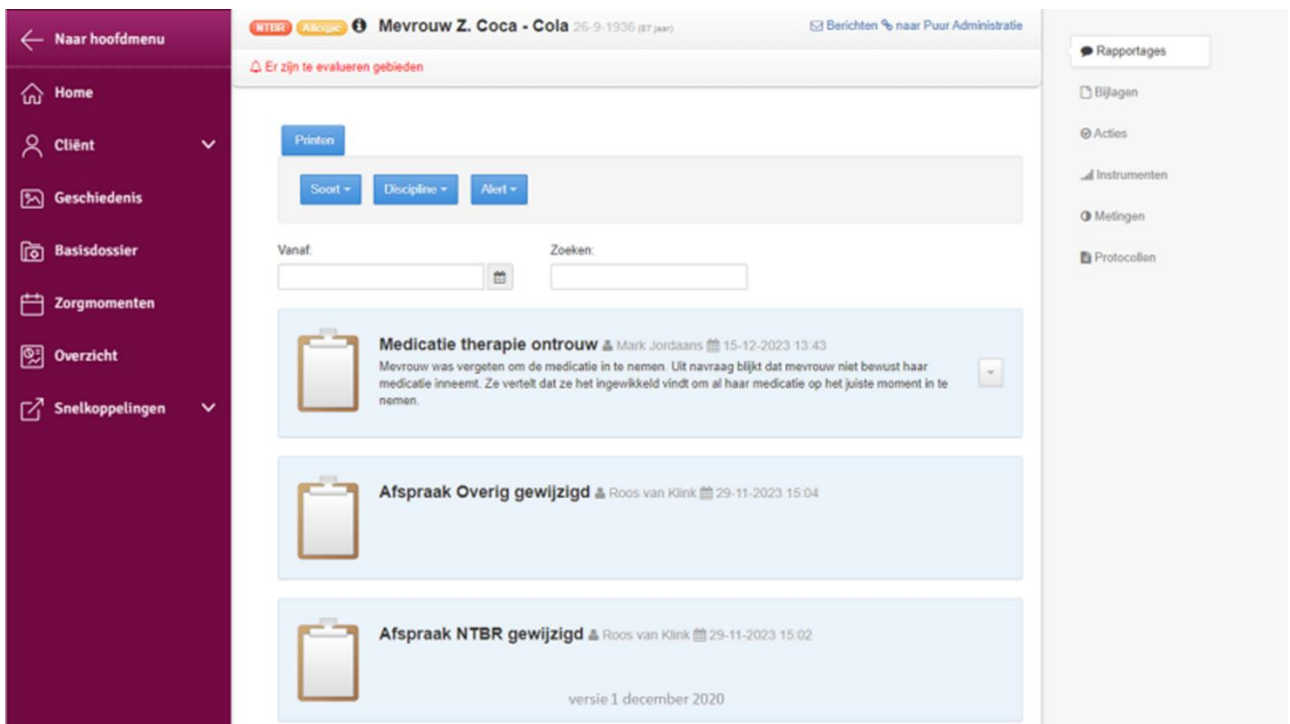 Naar hoofdmenu
Home
Cliënt
Geschiedenis
Basisdossier
Zorgmomenten
Overzicht
Snelkoppelingen
NTBR Allergie Mevrouw Z. Coca - Cola 26-9-1936 (87 jaar) Berichten naar Puur Administratie
Er zijn te evalueren gebieden
Printen
Soort Discipline Alert
Vanaf: Zoeken:
Medicatie therapie ontrouw Mark Jordaans 15-12-2023 13:43
Mevrouw was vergeten om de medicatie in te nemen. Uit navraag blijkt dat mevrouw niet bewust haar
medicatie inneemt. Ze vertelt dat ze het ingewikkeld vindt om al haar medicatie op het juiste moment in te
nemen.
Afspraak Overig gewijzigd Roos van Klink 29-11-2023 15:04
Afspraak NTBR gewijzigd Roos van Klink 29-11-2023 15:02
versie 1 december 2020
Rapportages
Bijlagen
Acties
Instrumenten
Metingen
Protocollen